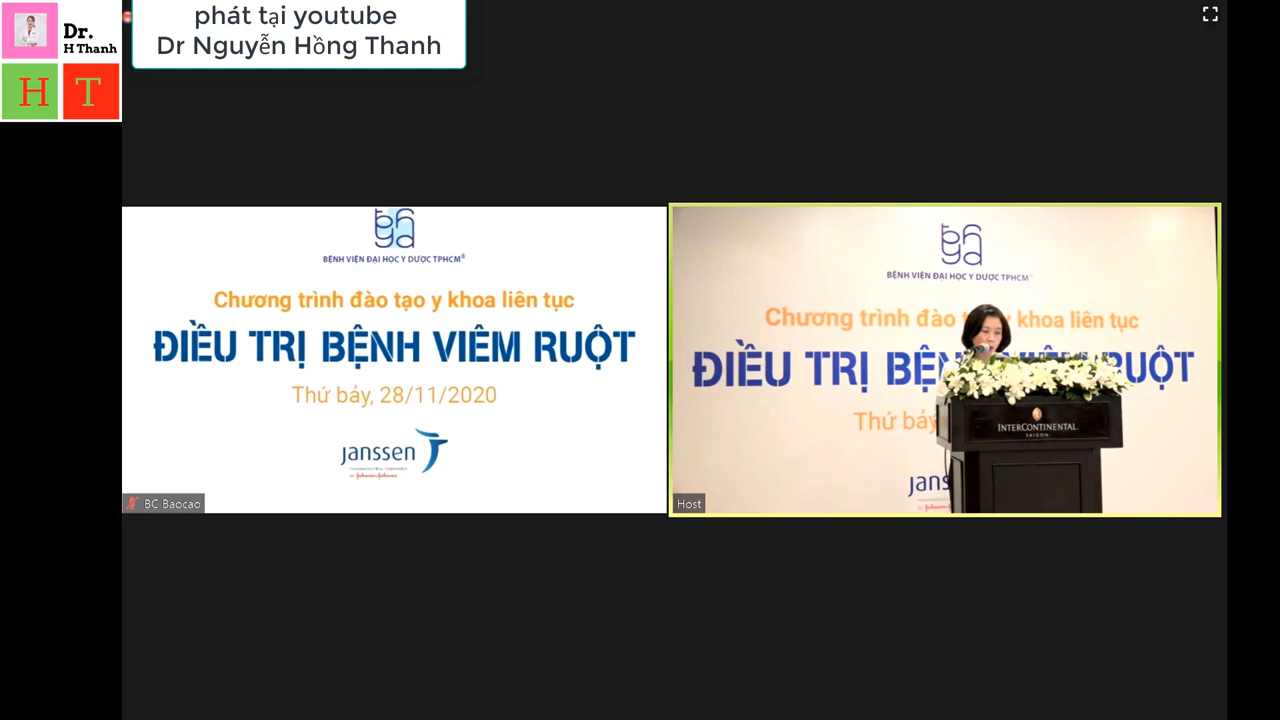 Dr.
H Thanh
H T
phát tại youtube
Dr Nguyễn Hồng Thanh
BỆNH VIỆN ĐẠI HỌC Y DƯỢC TPHCM®
Chương trình đào tạo y khoa liên tục
ĐIỀU TRỊ BỆNH VIÊM RUỘT
Thứ bảy, 28/11/2020
janssen
Johnson-Johnson
BC Baocao
BỆNH VIỆN ĐẠI HỌC Y DƯỢC TPHCM
Chương trình đào t y khoa liên tục
ĐIỀU TRỊ BỆN VIÊM RUỘT
Thứ bảy
jans
INTERCONTINENTAL
SAIGON
Host